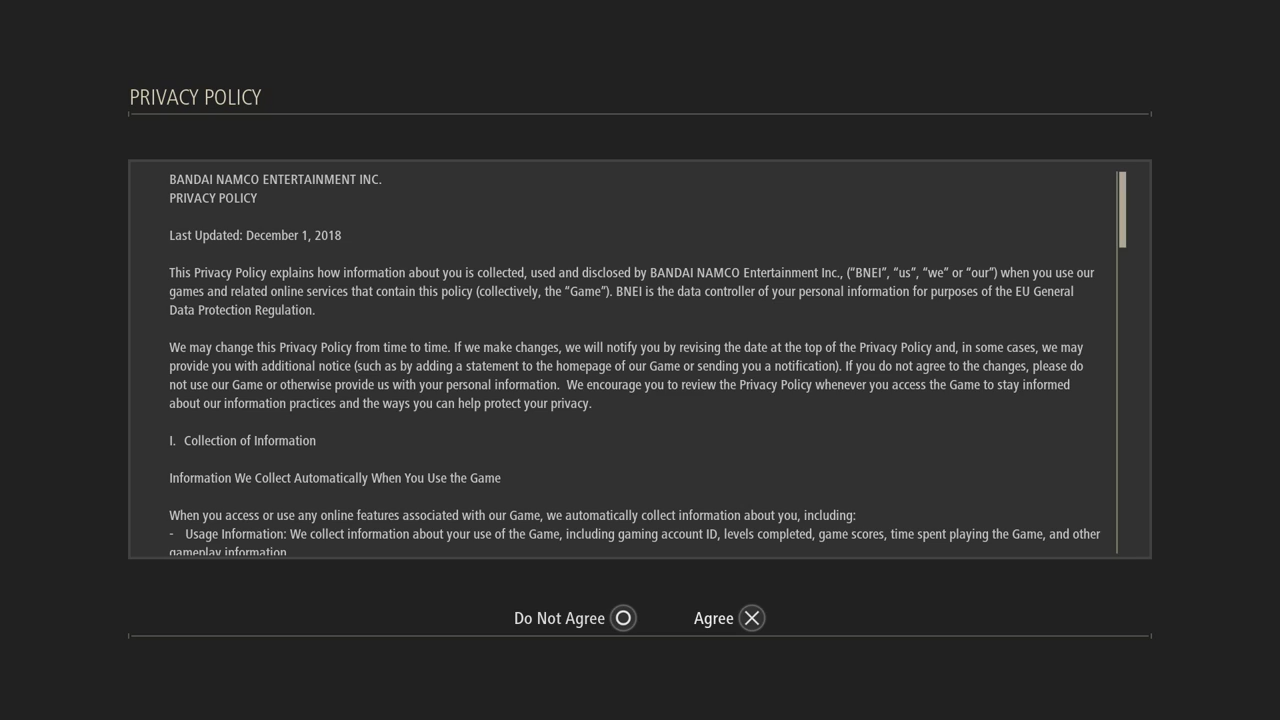 PRIVACY POLICY
BANDAI NAMCO ENTERTAINMENT INC.
PRIVACY POLICY
Last Updated: December 1, 2018
This Privacy Policy explains how information about you is collected, used and disclosed by BANDAI NAMCO Entertainment Inc., (“BNEI”, “us”, “we” or “our”) when you use our
games and related online services that contain this policy (collectively, the “Game”). BNEI is the data controller of your personal information for purposes of the EU General
Data Protection Regulation.
We may change this Privacy Policy from time to time. If we make changes, we will notify you by revising the date at the top of the Privacy Policy and, in some cases, we may
provide you with additional notice (such as by adding a statement to the homepage of our Game or sending you a notification). If you do not agree to the changes, please do
not use our Game or otherwise provide us with your personal information.  We encourage you to review the Privacy Policy whenever you access the Game to stay informed
about our information practices and the ways you can help protect your privacy.
I.  Collection of Information
Information We Collect Automatically When You Use the Game
When you access or use any online features associated with our Game, we automatically collect information about you, including:
-  Usage Information: We collect information about your use of the Game, including gaming account ID, levels completed, game scores, time spent playing the Game, and other
gameplay information
Do Not Agree
Agree